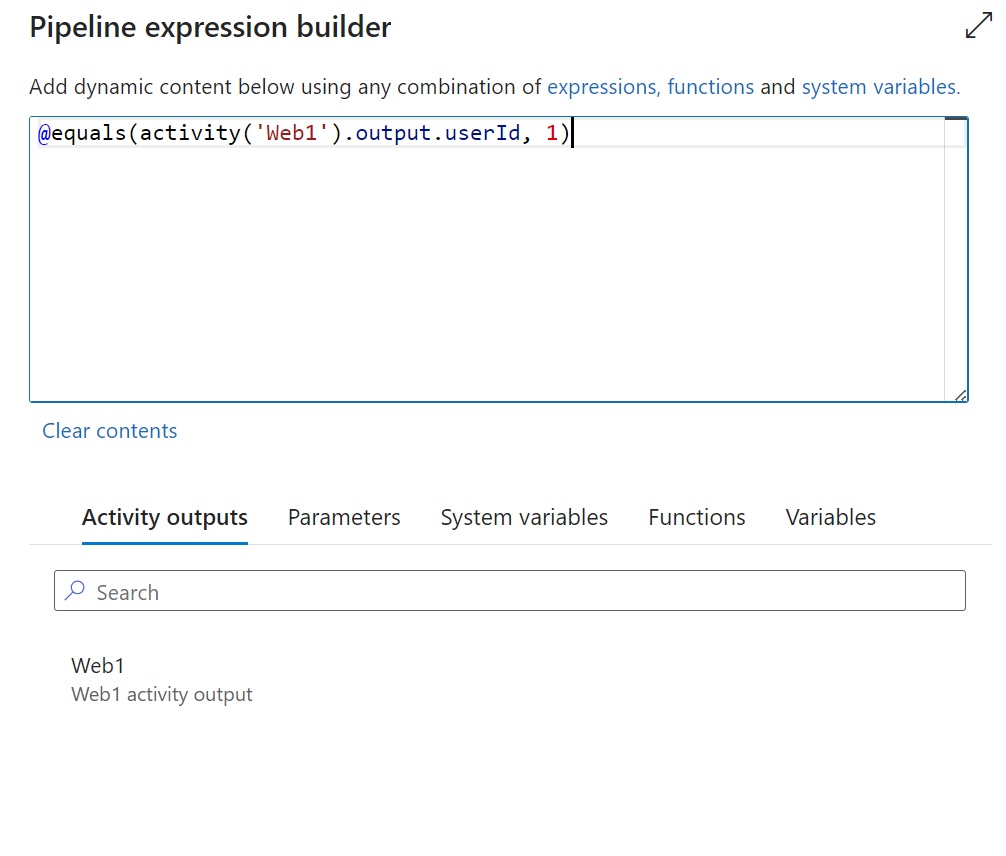 Pipeline expression builder
Add dynamic content below using any combination of expressions, functions and system variables.
@equals(activity('Web1').output.userId, 1)
Clear contents
Activity outputs Parameters System variables Functions Variables
Search
Web1
Web1 activity output